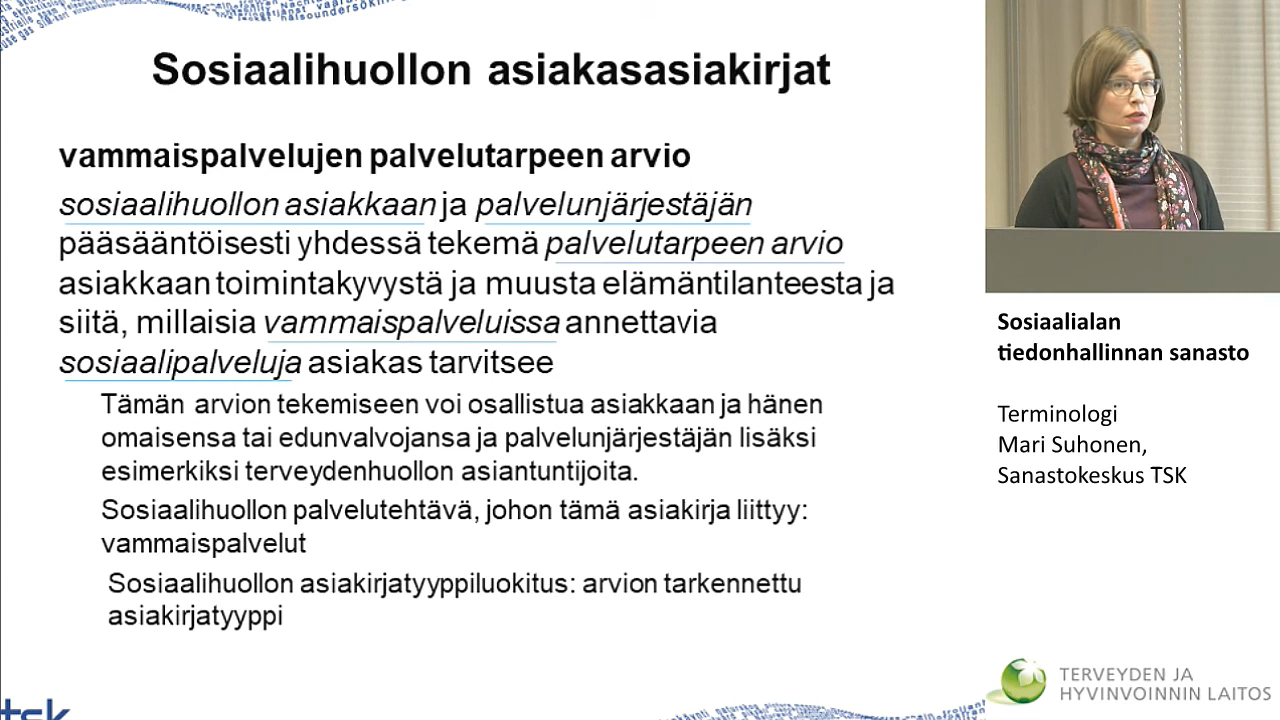 Sosiaalihuollon asiakasasiakirjat
vammaispalvelujen palvelutarpeen arvio
sosiaalihuollon asiakkaan ja palvelunjärjestäjän
pääsääntöisesti yhdessä tekemä palvelutarpeen arvio
asiakkaan toimintakyvystä ja muusta elämäntilanteesta ja
siitä, millaisia vammaispalveluissa annettavia
sosiaalipalveluja asiakas tarvitsee
Tämän arvion tekemiseen voi osallistua asiakkaan ja hänen
omaisensa tai edunvalvojansa ja palvelunjärjestäjän lisäksi
esimerkiksi terveydenhuollon asiantuntijoita.
Sosiaalihuollon palvelutehtävä, johon tämä asiakirja liittyy:
vammaispalvelut
Sosiaalihuollon asiakirjatyyppiluokitus: arvion tarkennettu
asiakirjatyyppi
tsk
Sosiaalialan
tiedonhallinnan sanasto
Terminologi
Mari Suhonen,
Sanastokeskus TSK
TERVEYDEN JA
HYVINVOINNIN LAITOS